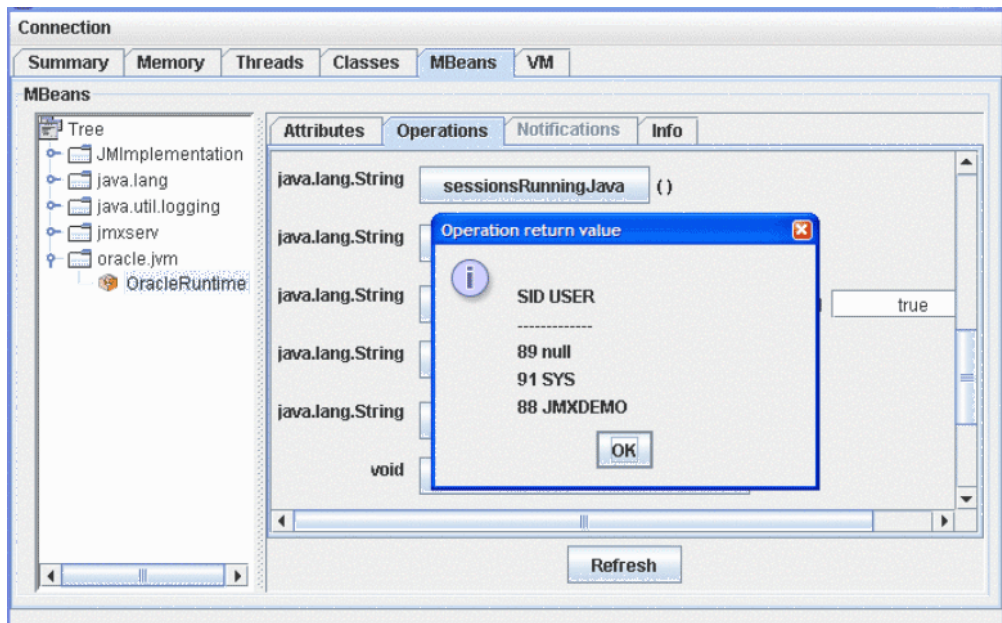 Connection
Summary Memory Threads Classes MBeans VM
MBeans
Tree
JMImplementation
java.lang
java.util.logging
jmxserv
oracle.jvm
OracleRuntime
Attributes Operations Notifications Info
java.lang.String sessionsRunningJava ( )
java.lang.String
java.lang.String true
java.lang.String
java.lang.String
void
Operation return value
SID USER
-------------
89 null
91 SYS
88 JMXDEMO
OK
Refresh